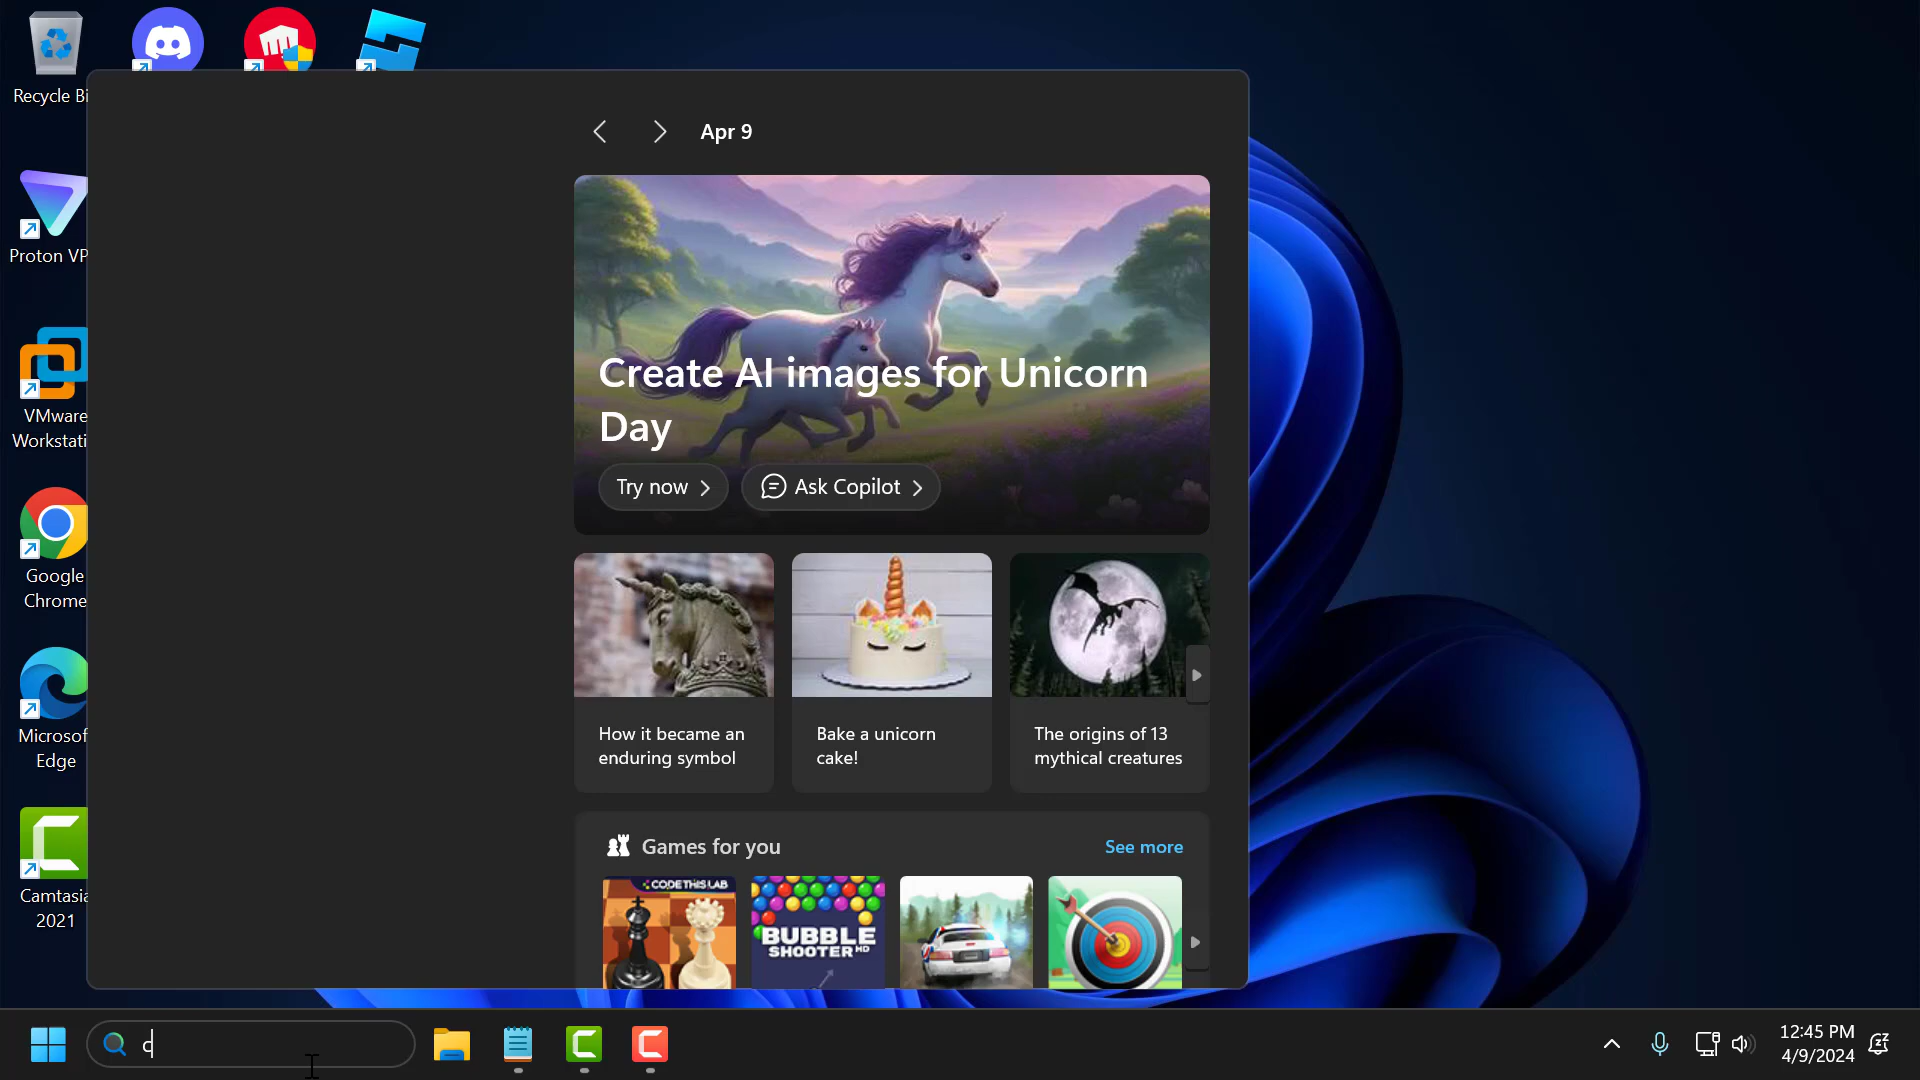 Recycle Bi
Proton VP
VMware
Workstati
Google
Chrome
Microsof
Edge
Camtasia
2021
Apr 9
Create AI images for Unicorn
Day
Try now
Ask Copilot
How it became an
enduring symbol
Bake a unicorn
cake!
The origins of 13
mythical creatures
Games for you
See more
CODETHISLAB
BUBBLE
SHOOTER HD
c
12:45 PM
4/9/2024